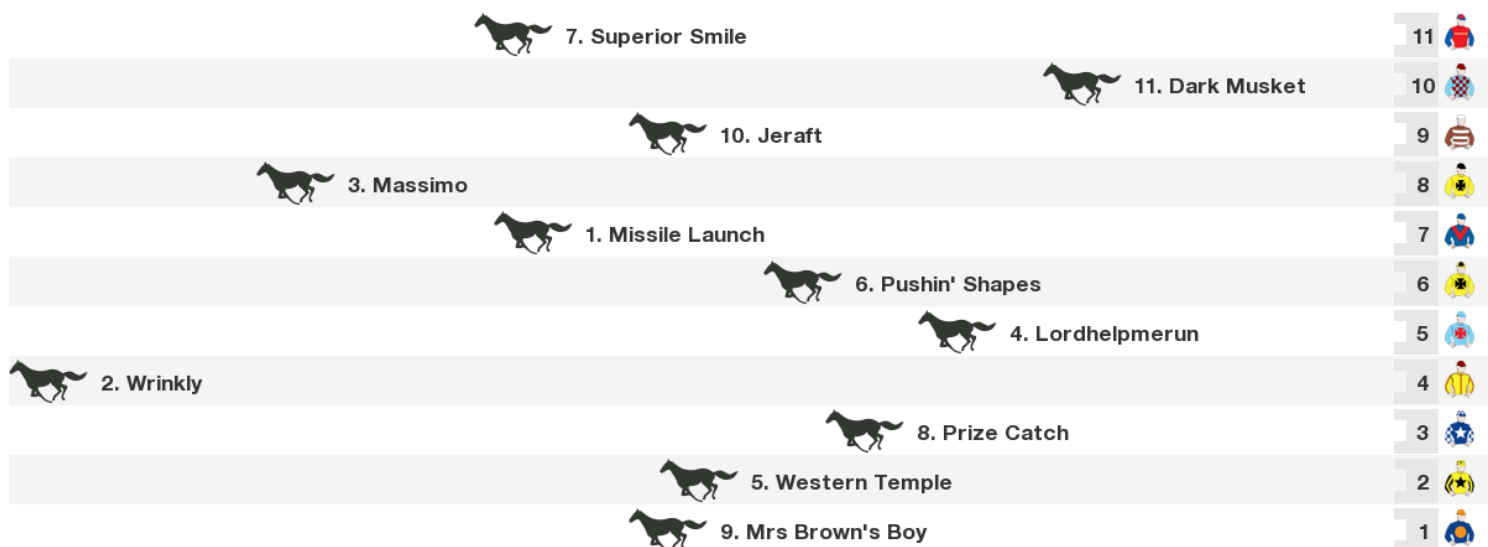 7. Superior Smile 11
11. Dark Musket 10
10. Jeraft 9
3. Massimo 8
1. Missile Launch 7
6. Pushin' Shapes 6
4. Lordhelpmerun 5
2. Wrinkly 4
8. Prize Catch 3
5. Western Temple 2
9. Mrs Brown's Boy 1